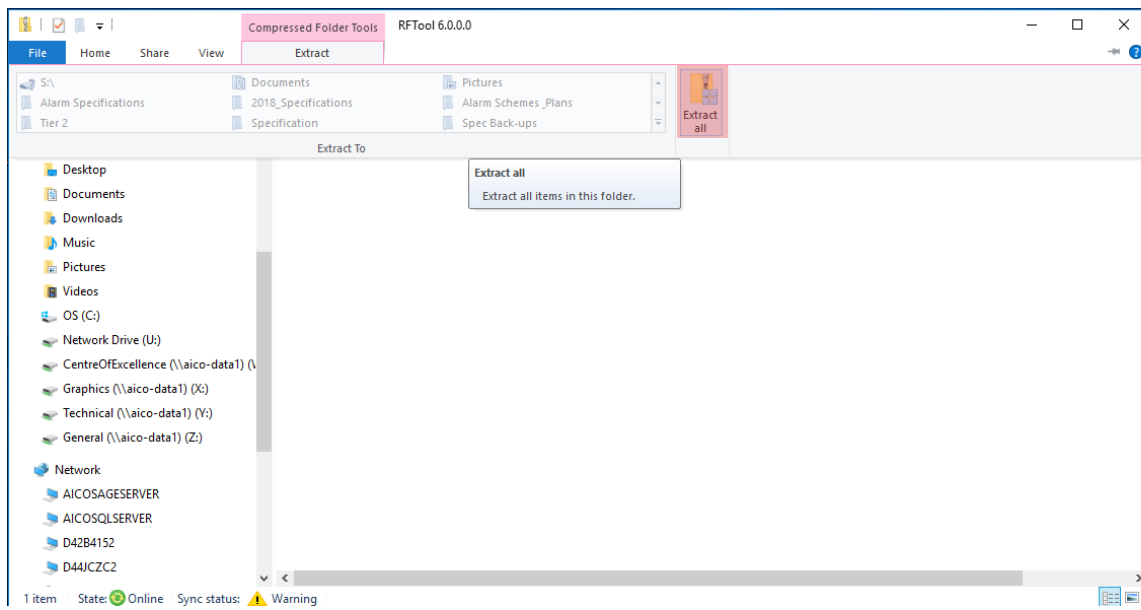 Compressed Folder Tools RFTool 6.0.0.0
File Home Share View Extract
S:\ Documents Pictures
Alarm Specifications 2018_Specifications Alarm Schemes _Plans
Tier 2 Specification Spec Back-ups
Extract all
Extract To
Extract all
Extract all items in this folder.
Desktop
Documents
Downloads
Music
Pictures
Videos
OS (C:)
Network Drive (U:)
CentreOfExcellence (\\aico-data1) (\
Graphics (\\aico-data1) (X:)
Technical (\\aico-data1) (Y:)
General (\\aico-data1) (Z:)
Network
AICOSAGESERVER
AICOSQLSERVER
D42B4152
D44JCZC2
1 item State: Online Sync status: Warning